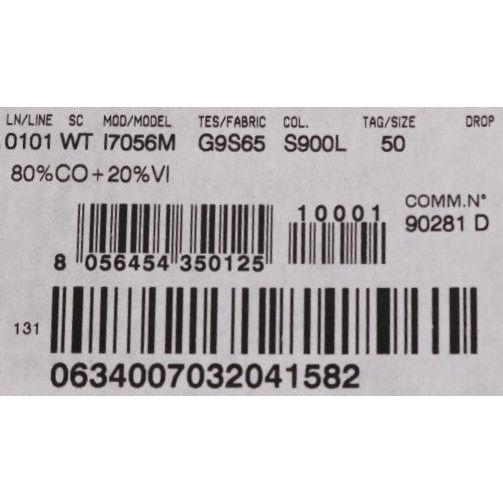 LN/LINE SC MOD/MODEL TES/FABRIC COL. TAG/SIZE DROP
0101 WT I7056M G9S65 S900L 50
80%CO+20%VI
10001
COMM.N°
90281 D
8 056454 350125
131
0634007032041582